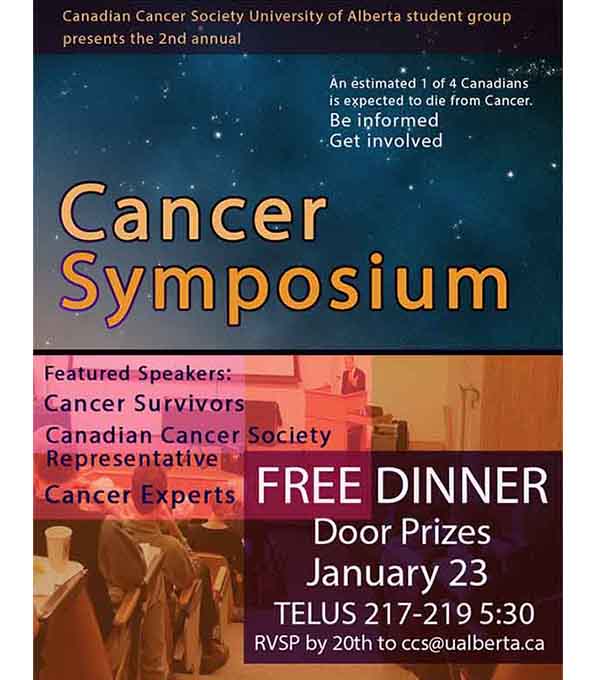 Canadian Cancer Society University of Alberta student group
presents the 2nd annual
An estimated 1 of 4 Canadians
is expected to die from Cancer.
Be informed
Get involved
Cancer
Symposium
Featured Speakers:
Cancer Survivors
Canadian Cancer Society
Representative
Cancer Experts
FREE DINNER
Door Prizes
January 23
TELUS 217-219 5:30
RVSP by 20th to ccs@ualberta.ca